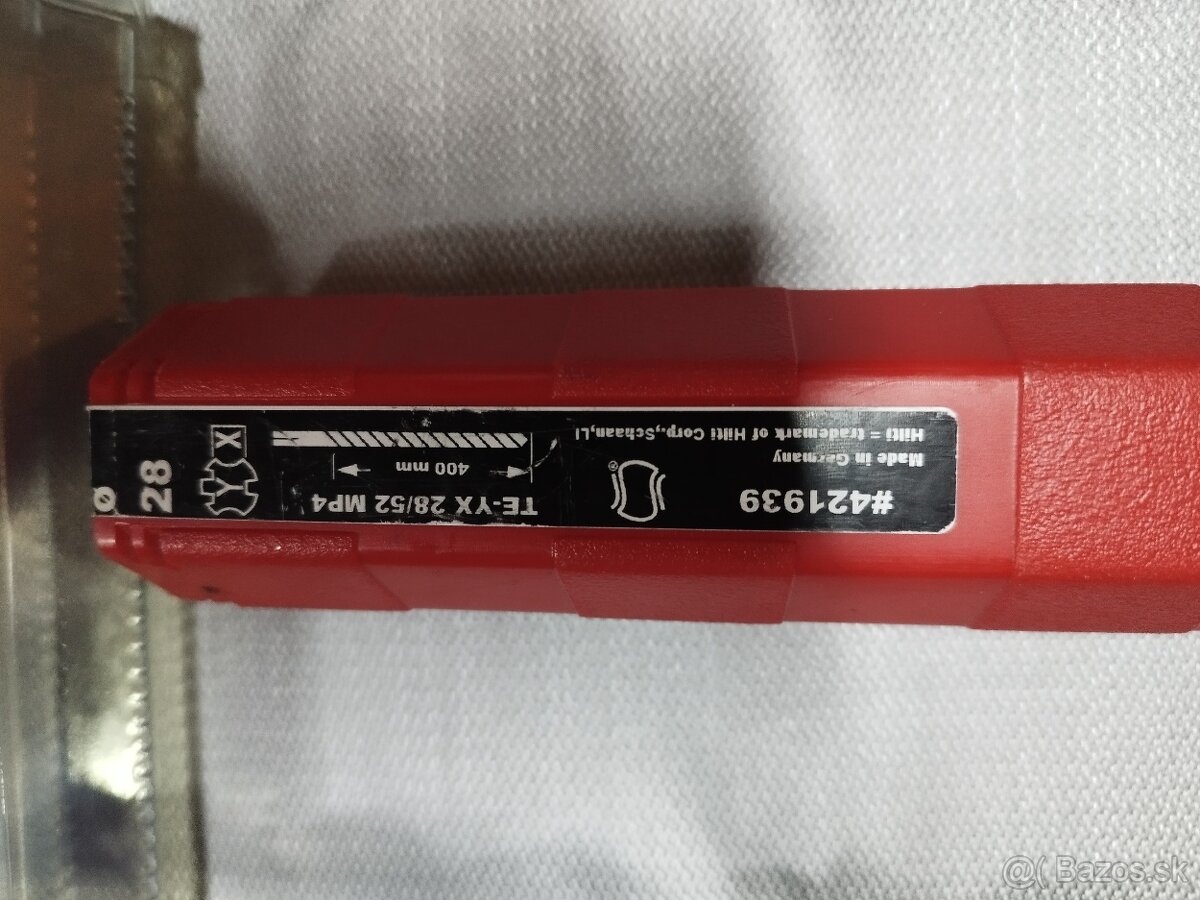 Ø
28
YX
TE-YX 28/52 MP4
400 mm
#421939
Made in Germany
Hilti = trademark of Hilti Corp.,Schaan,LI
®
@( Bazos.sk